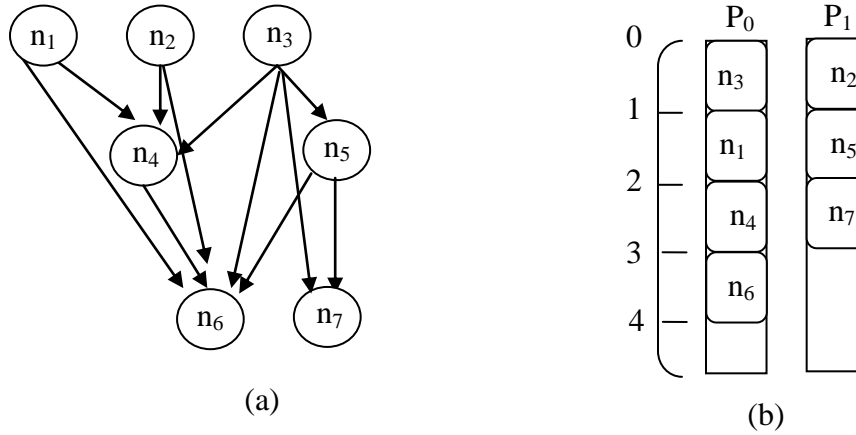 n₁ n₂ n₃
n₄ n₅
n₆ n₇
(a)
P₀ P₁
0
n₃ n₂
1
n₁ n₅
2
n₄ n₇
3
n₆
4
(b)